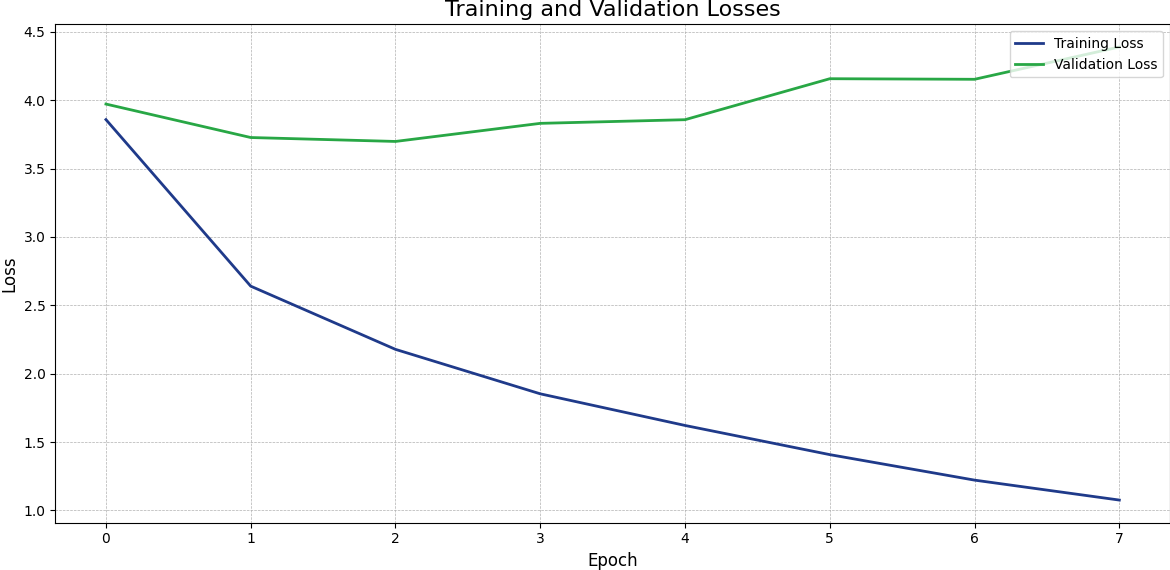 Training and Validation Losses
4.5
4.0
3.5
3.0
2.5
2.0
1.5
1.0
Loss
Training Loss
Validation Loss
0 1 2 3 4 5 6 7
Epoch